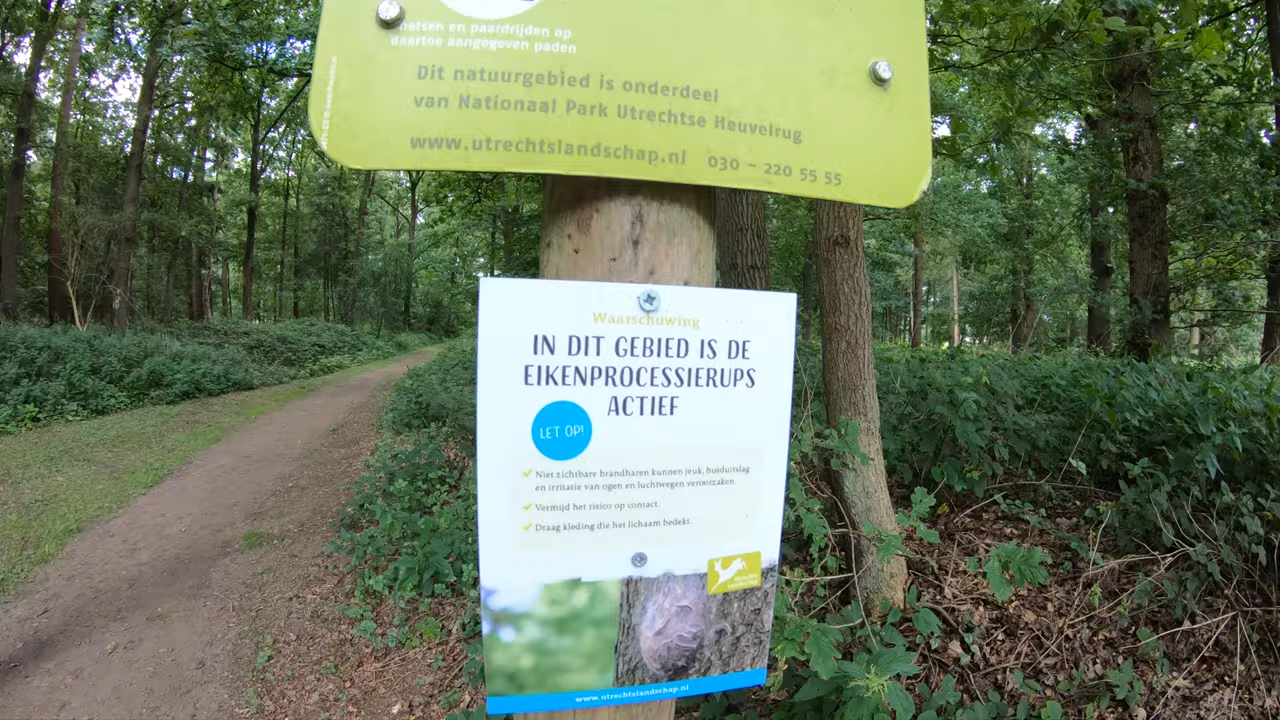 fietsen en paardrijden op
daartoe aangegeven paden
Dit natuurgebied is onderdeel
van Nationaal Park Utrechtse Heuvelrug
www.utrechtslandschap.nl 030 - 220 55 55
Waarschuwing
IN DIT GEBIED IS DE
EIKENPROCESSIERUPS
ACTIEF
LET OP!
Niet zichtbare brandharen kunnen jeuk, huiduitslag
en irritatie van ogen en luchtwegen veroorzaken.
Vermijd het risico op contact.
Draag kleding die het lichaam bedekt.
www.utrechtslandschap.nl